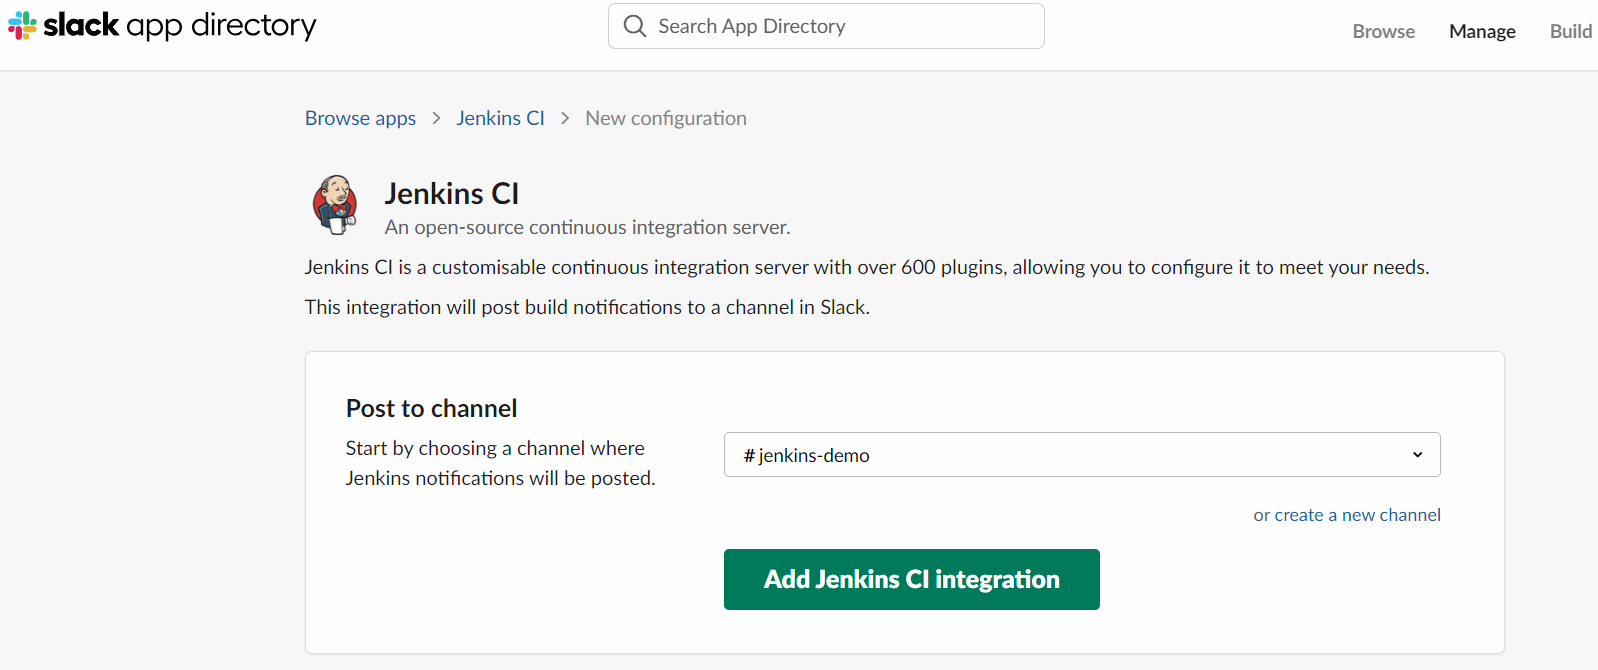 slack app directory
Search App Directory
Browse Manage Build
Browse apps > Jenkins CI > New configuration
Jenkins CI
An open-source continuous integration server.
Jenkins CI is a customisable continuous integration server with over 600 plugins, allowing you to configure it to meet your needs.
This integration will post build notifications to a channel in Slack.
Post to channel
Start by choosing a channel where
Jenkins notifications will be posted.
# jenkins-demo
or create a new channel
Add Jenkins CI integration